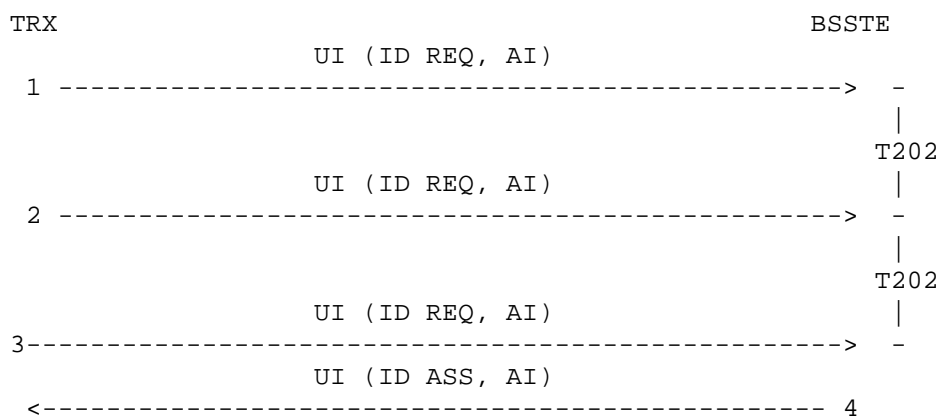 TRX BSSTE
UI (ID REQ, AI)
1 -------------------------------------------------> -
|
T202
UI (ID REQ, AI) |
2 -------------------------------------------------> -
|
T202
UI (ID REQ, AI) |
3---------------------------------------------------> -
UI (ID ASS, AI)
<------------------------------------------------- 4